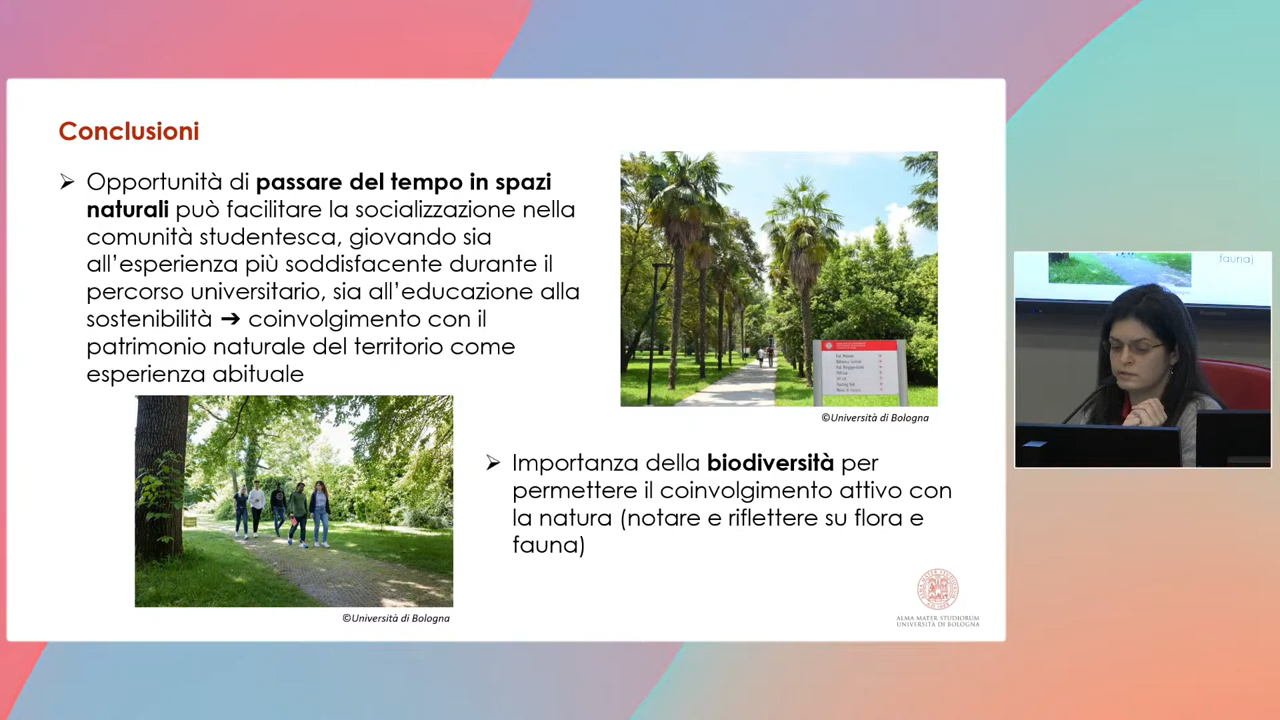 Conclusioni
➢ Opportunità di passare del tempo in spazi
naturali può facilitare la socializzazione nella
comunità studentesca, giovando sia
all’esperienza più soddisfacente durante il
percorso universitario, sia all’educazione alla
sostenibilità ➔ coinvolgimento con il
patrimonio naturale del territorio come
esperienza abituale
©Università di Bologna
©Università di Bologna
➢ Importanza della biodiversità per
permettere il coinvolgimento attivo con
la natura (notare e riflettere su flora e
fauna)
ALMA MATER STUDIORUM
UNIVERSITÀ DI BOLOGNA
fauna)